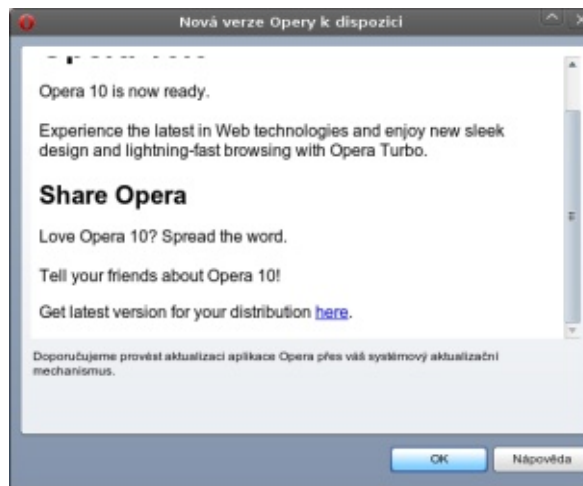 Nová verze Opery k dispozici
Opera 10 is now ready.
Experience the latest in Web technologies and enjoy new sleek
design and lightning-fast browsing with Opera Turbo.
Share Opera
Love Opera 10? Spread the word.
Tell your friends about Opera 10!
Get latest version for your distribution here.
Doporučujeme provést aktualizaci aplikace Opera přes váš systémový aktualizační
mechanismus.
OK
Nápověda